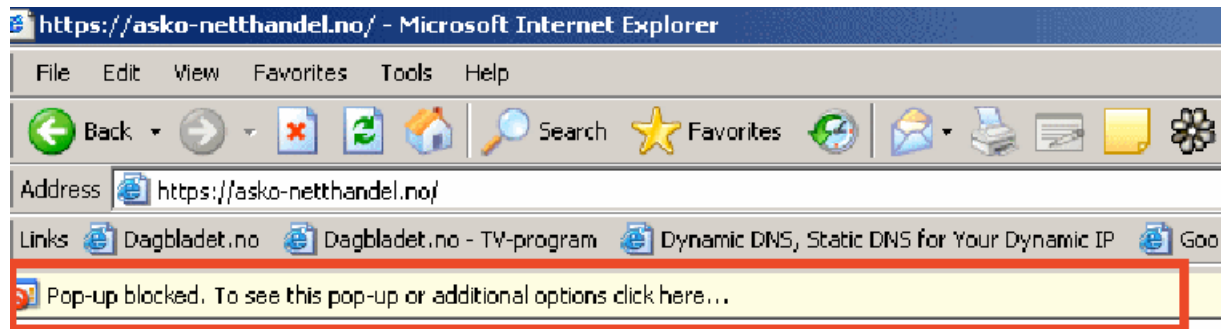 https://asko-netthandel.no/ - Microsoft Internet Explorer
File Edit View Favorites Tools Help
Back Search Favorites
Address https://asko-netthandel.no/
Links Dagbladet.no Dagbladet.no - TV-program Dynamic DNS, Static DNS for Your Dynamic IP Goo
Pop-up blocked. To see this pop-up or additional options click here...